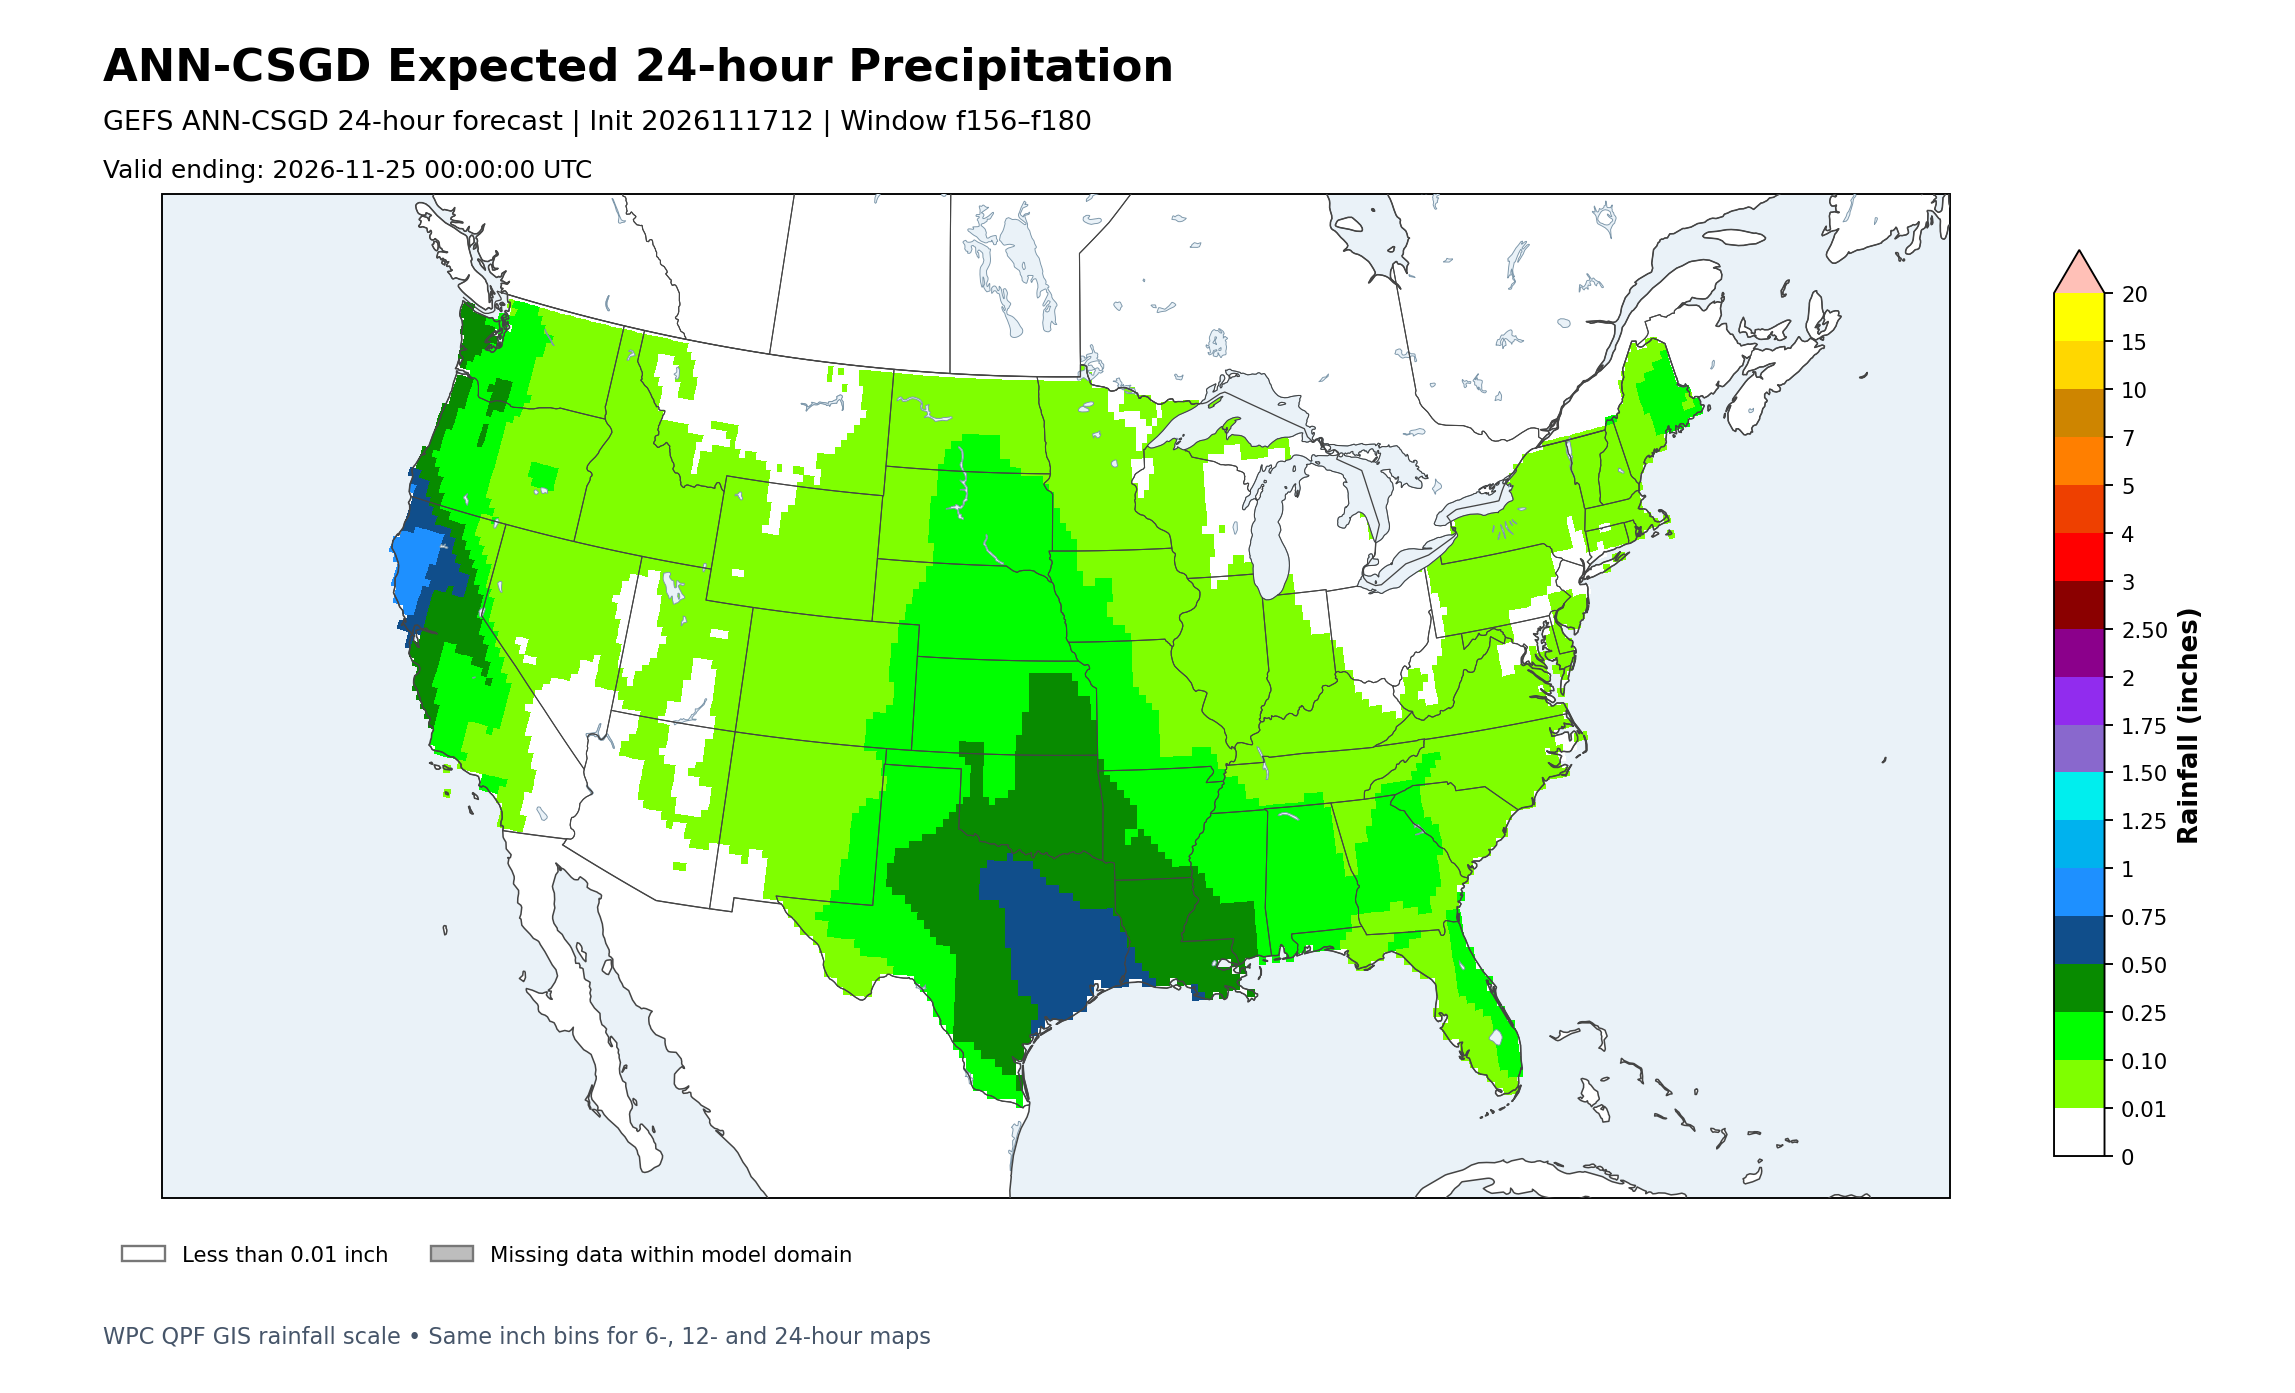 ANN-CSGD Expected 24-hour Precipitation
GEFS ANN-CSGD 24-hour forecast | Init 2026111712 | Window f156–f180
Valid ending: 2026-11-25 00:00:00 UTC
20
15
10
7
5
4
3
2.50
2
1.75
1.50
1.25
1
0.75
0.50
0.25
0.10
0.01
0
Rainfall (inches)
Less than 0.01 inch
Missing data within model domain
WPC QPF GIS rainfall scale • Same inch bins for 6-, 12- and 24-hour maps